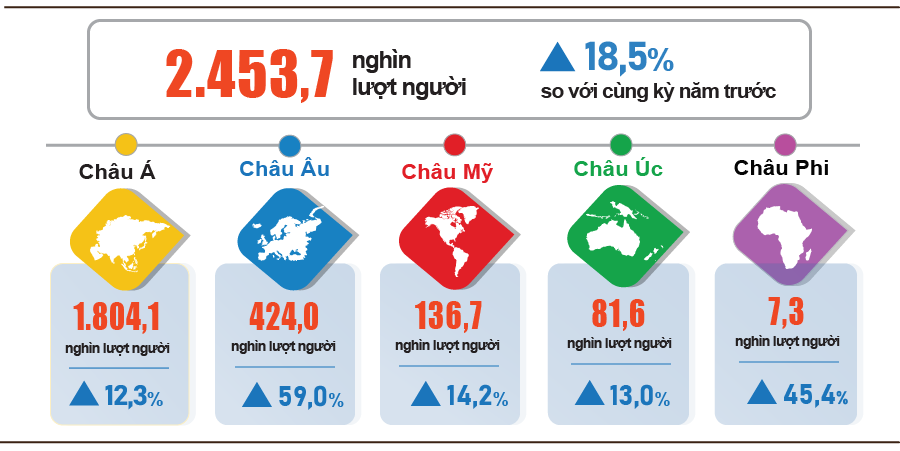 2.453,7 nghìn lượt người
18,5%
so với cùng kỳ năm trước
Châu Á
Châu Âu
Châu Mỹ
Châu Úc
Châu Phi
1.804,1
nghìn lượt người
12,3%
424,0
nghìn lượt người
59,0%
136,7
nghìn lượt người
14,2%
81,6
nghìn lượt người
13,0%
7,3
nghìn lượt người
45,4%